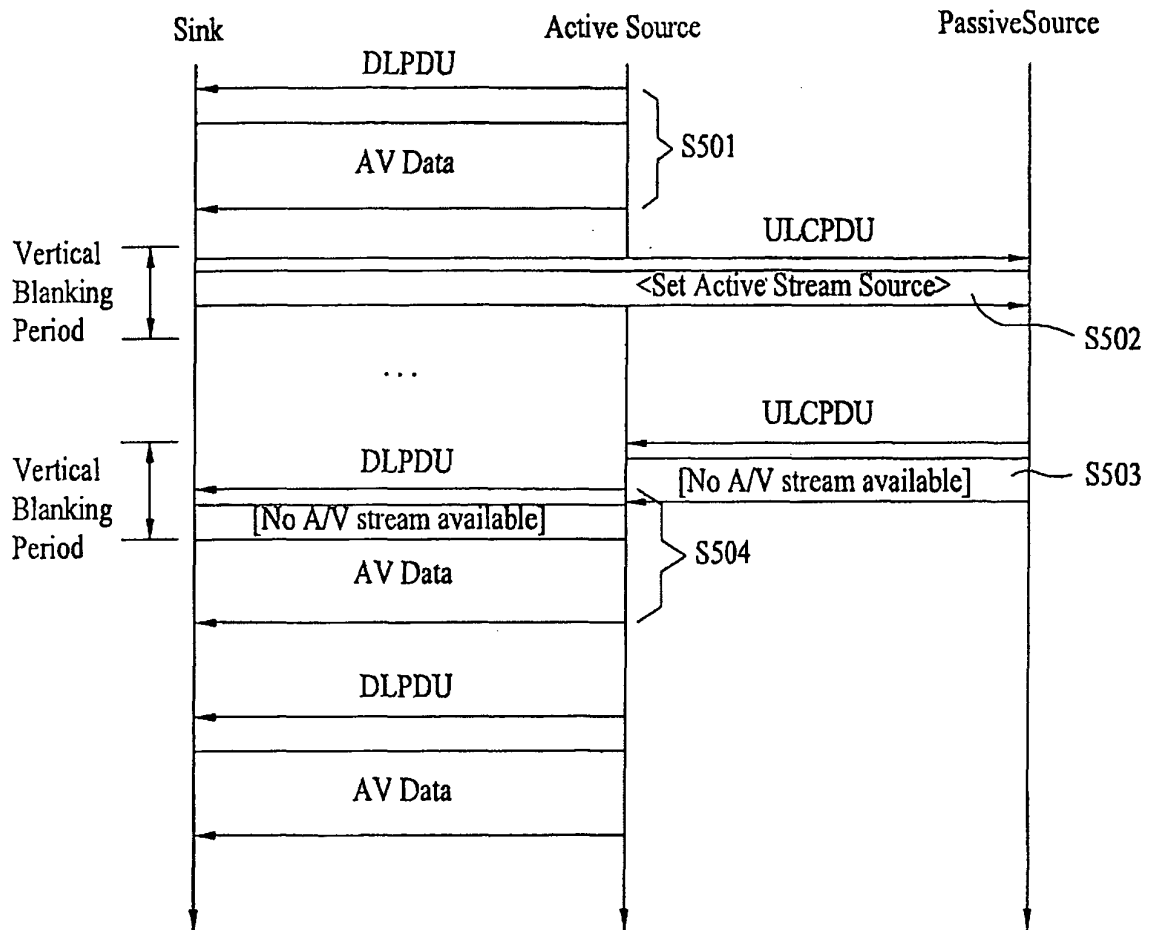 Sink
Active Source
PassiveSource
DLPDU
AV Data
S501
ULCPDU
Vertical
Blanking
Period
<Set Active Stream Source>
S502
...
ULCPDU
Vertical
Blanking
Period
DLPDU
[No A/V stream available]
S503
[No A/V stream available]
AV Data
S504
DLPDU
AV Data